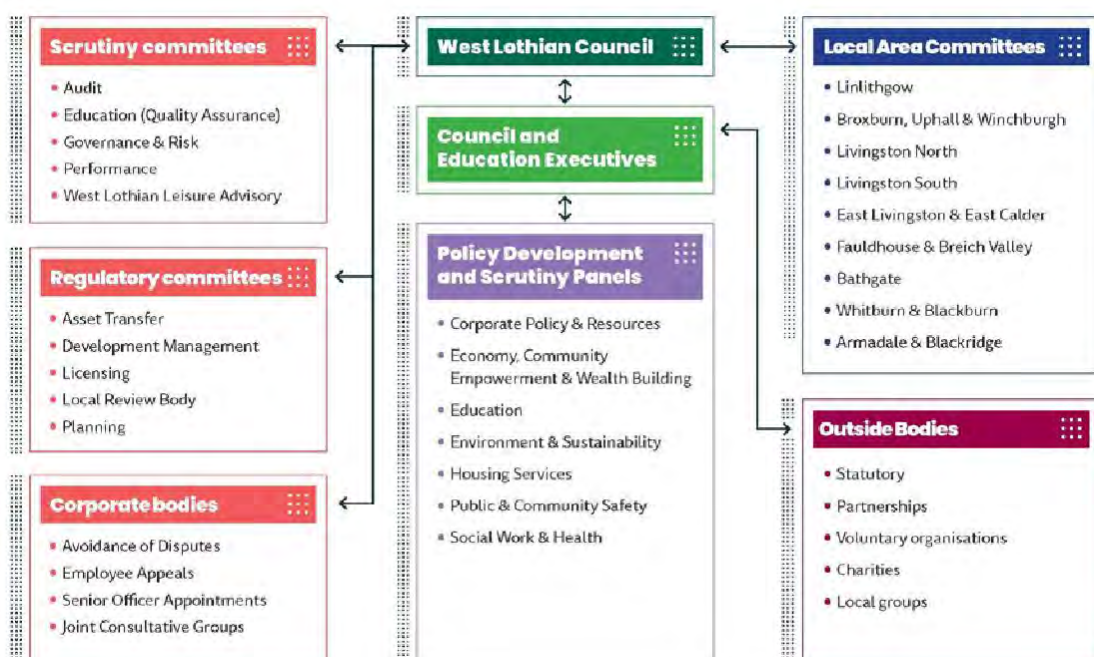 Scrutiny committees
Audit
Education (Quality Assurance)
Governance & Risk
Performance
West Lothian Leisure Advisory
Regulatory committees
Asset Transfer
Development Management
Licensing
Local Review Body
Planning
Corporate bodies
Avoidance of Disputes
Employee Appeals
Senior Officer Appointments
Joint Consultative Groups
West Lothian Council
Council and
Education Executives
Policy Development
and Scrutiny Panels
Corporate Policy & Resources
Economy, Community
Empowerment & Wealth Building
Education
Environment & Sustainability
Housing Services
Public & Community Safety
Social Work & Health
Local Area Committees
Linlithgow
Broxburn, Uphall & Winchburgh
Livingston North
Livingston South
East Livingston & East Calder
Fauldhouse & Breich Valley
Bathgate
Whitburn & Blackburn
Armadale & Blackridge
Outside Bodies
Statutory
Partnerships
Voluntary organisations
Charities
Local groups